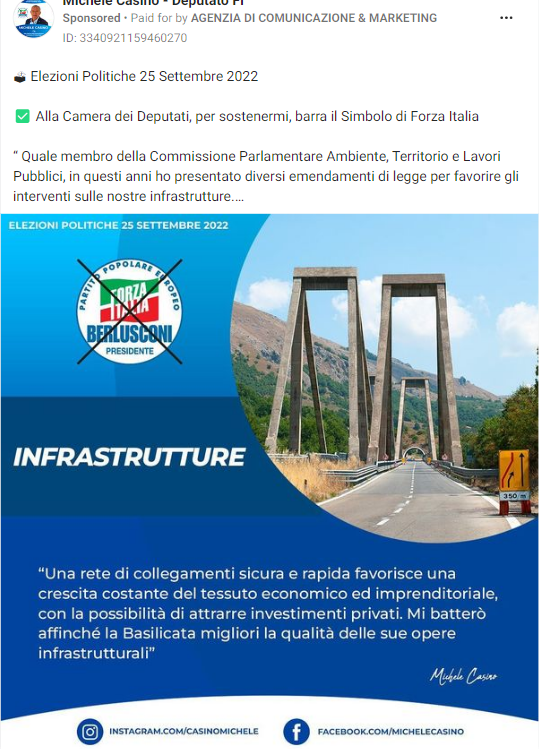 Michele Casino - Deputato FI
Sponsored • Paid for by AGENZIA DI COMUNICAZIONE & MARKETING
ID: 3340921159460270
🗳 Elezioni Politiche 25 Settembre 2022
✅ Alla Camera dei Deputati, per sostenermi, barra il Simbolo di Forza Italia
“ Quale membro della Commissione Parlamentare Ambiente, Territorio e Lavori
Pubblici, in questi anni ho presentato diversi emendamenti di legge per favorire gli
interventi sulle nostre infrastrutture....
ELEZIONI POLITICHE 25 SETTEMBRE 2022
PARTITO POPOLARE EUROPEO
FORZA
ITALIA
BERLUSCONI
PRESIDENTE
INFRASTRUTTURE
350 m
“Una rete di collegamenti sicura e rapida favorisce una
crescita costante del tessuto economico ed imprenditoriale,
con la possibilità di attrarre investimenti privati. Mi batterò
affinché la Basilicata migliori la qualità delle sue opere
infrastrutturali”
Michele Casino
INSTAGRAM.COM/CASINOMICHELE
FACEBOOK.COM/MICHELECASINO